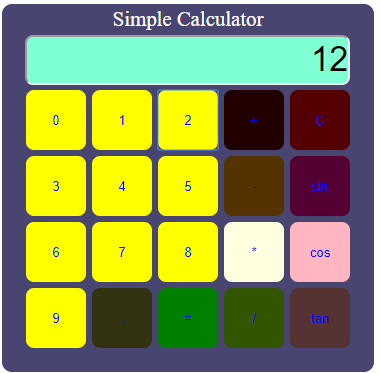 Simple Calculator
12
0 1 2 + C
3 4 5 - sin
6 7 8 * cos
9 . = / tan